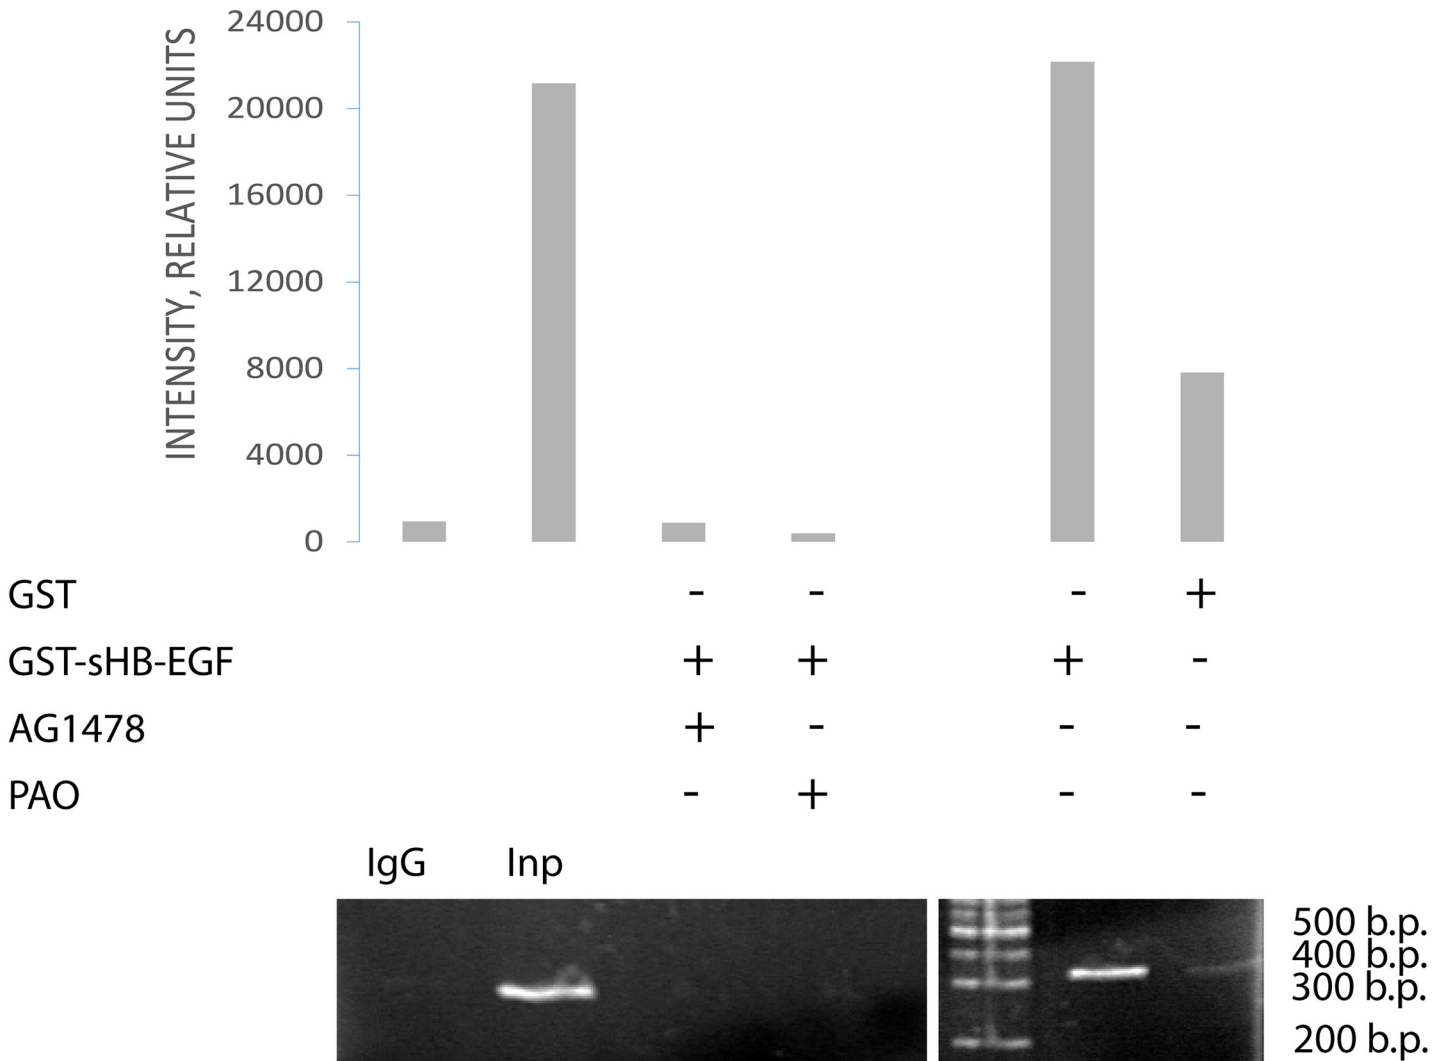 INTENSITY, RELATIVE UNITS
24000
20000
16000
12000
8000
4000
0
GST - - - +
GST-sHB-EGF + + + -
AG1478 + - - -
PAO - + - -
IgG Inp
500 b.p.
400 b.p.
300 b.p.
200 b.p.